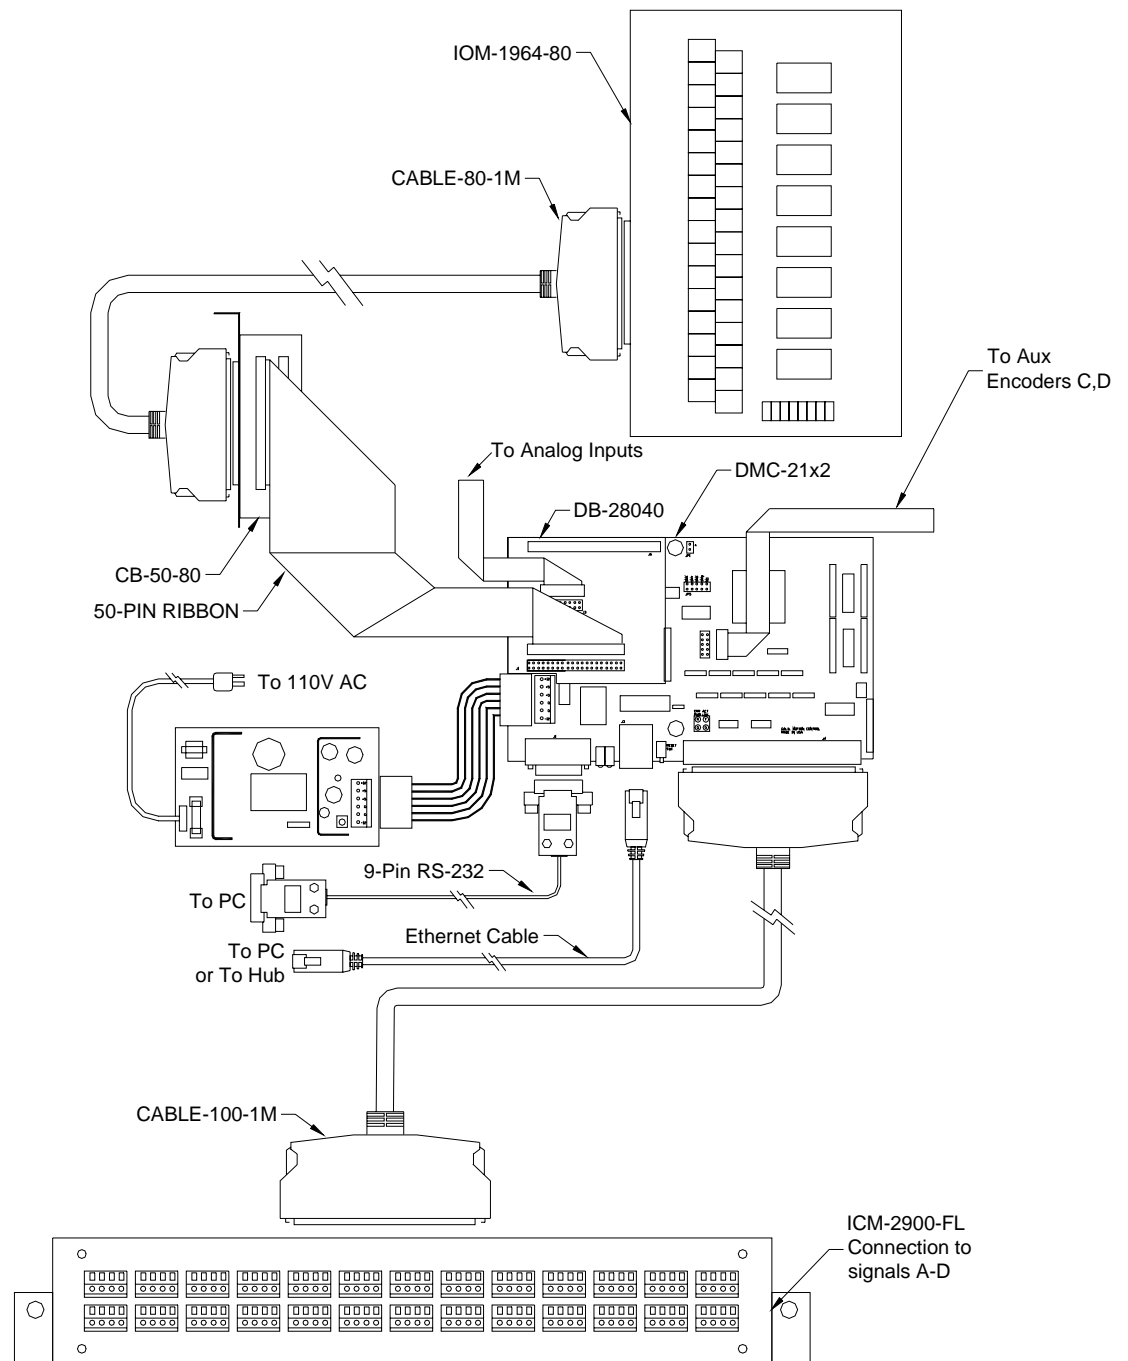 IOM-1964-80
CABLE-80-1M
To Aux
Encoders C,D
To Analog Inputs
DMC-21x2
DB-28040
CB-50-80
50-PIN RIBBON
To 110V AC
9-Pin RS-232
To PC
Ethernet Cable
To PC
or To Hub
CABLE-100-1M
ICM-2900-FL
Connection to
signals A-D